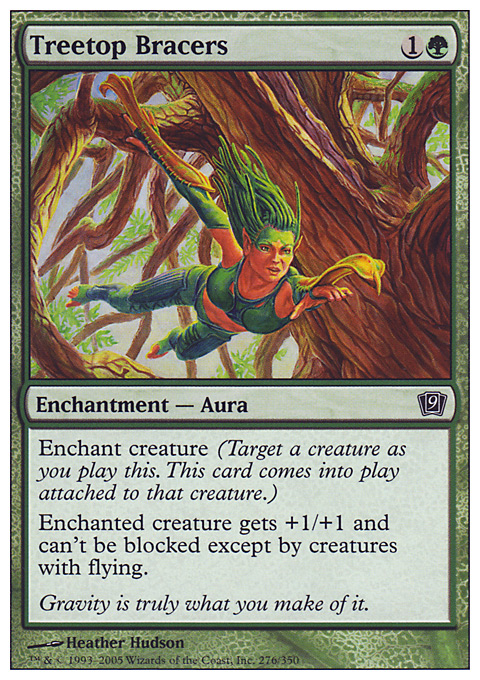 Treetop Bracers 1
Enchantment — Aura 9
Enchant creature (Target a creature as
you play this. This card comes into play
attached to that creature.)
Enchanted creature gets +1/+1 and
can't be blocked except by creatures
with flying.
Gravity is truly what you make of it.
Heather Hudson
™ & © 1993–2005 Wizards of the Coast, Inc. 276/350